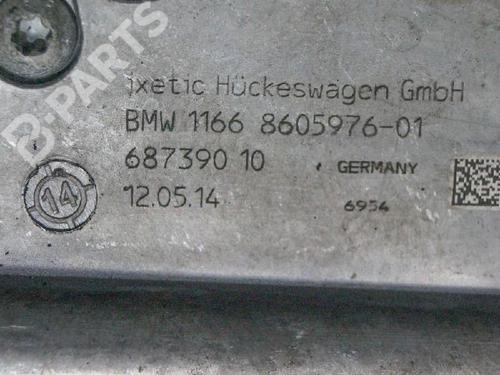 B-PARTS
ixetic Hückeswagen GmbH
BMW 1166 8605976-01
687390 10
GERMANY
14
12.05.14
6954